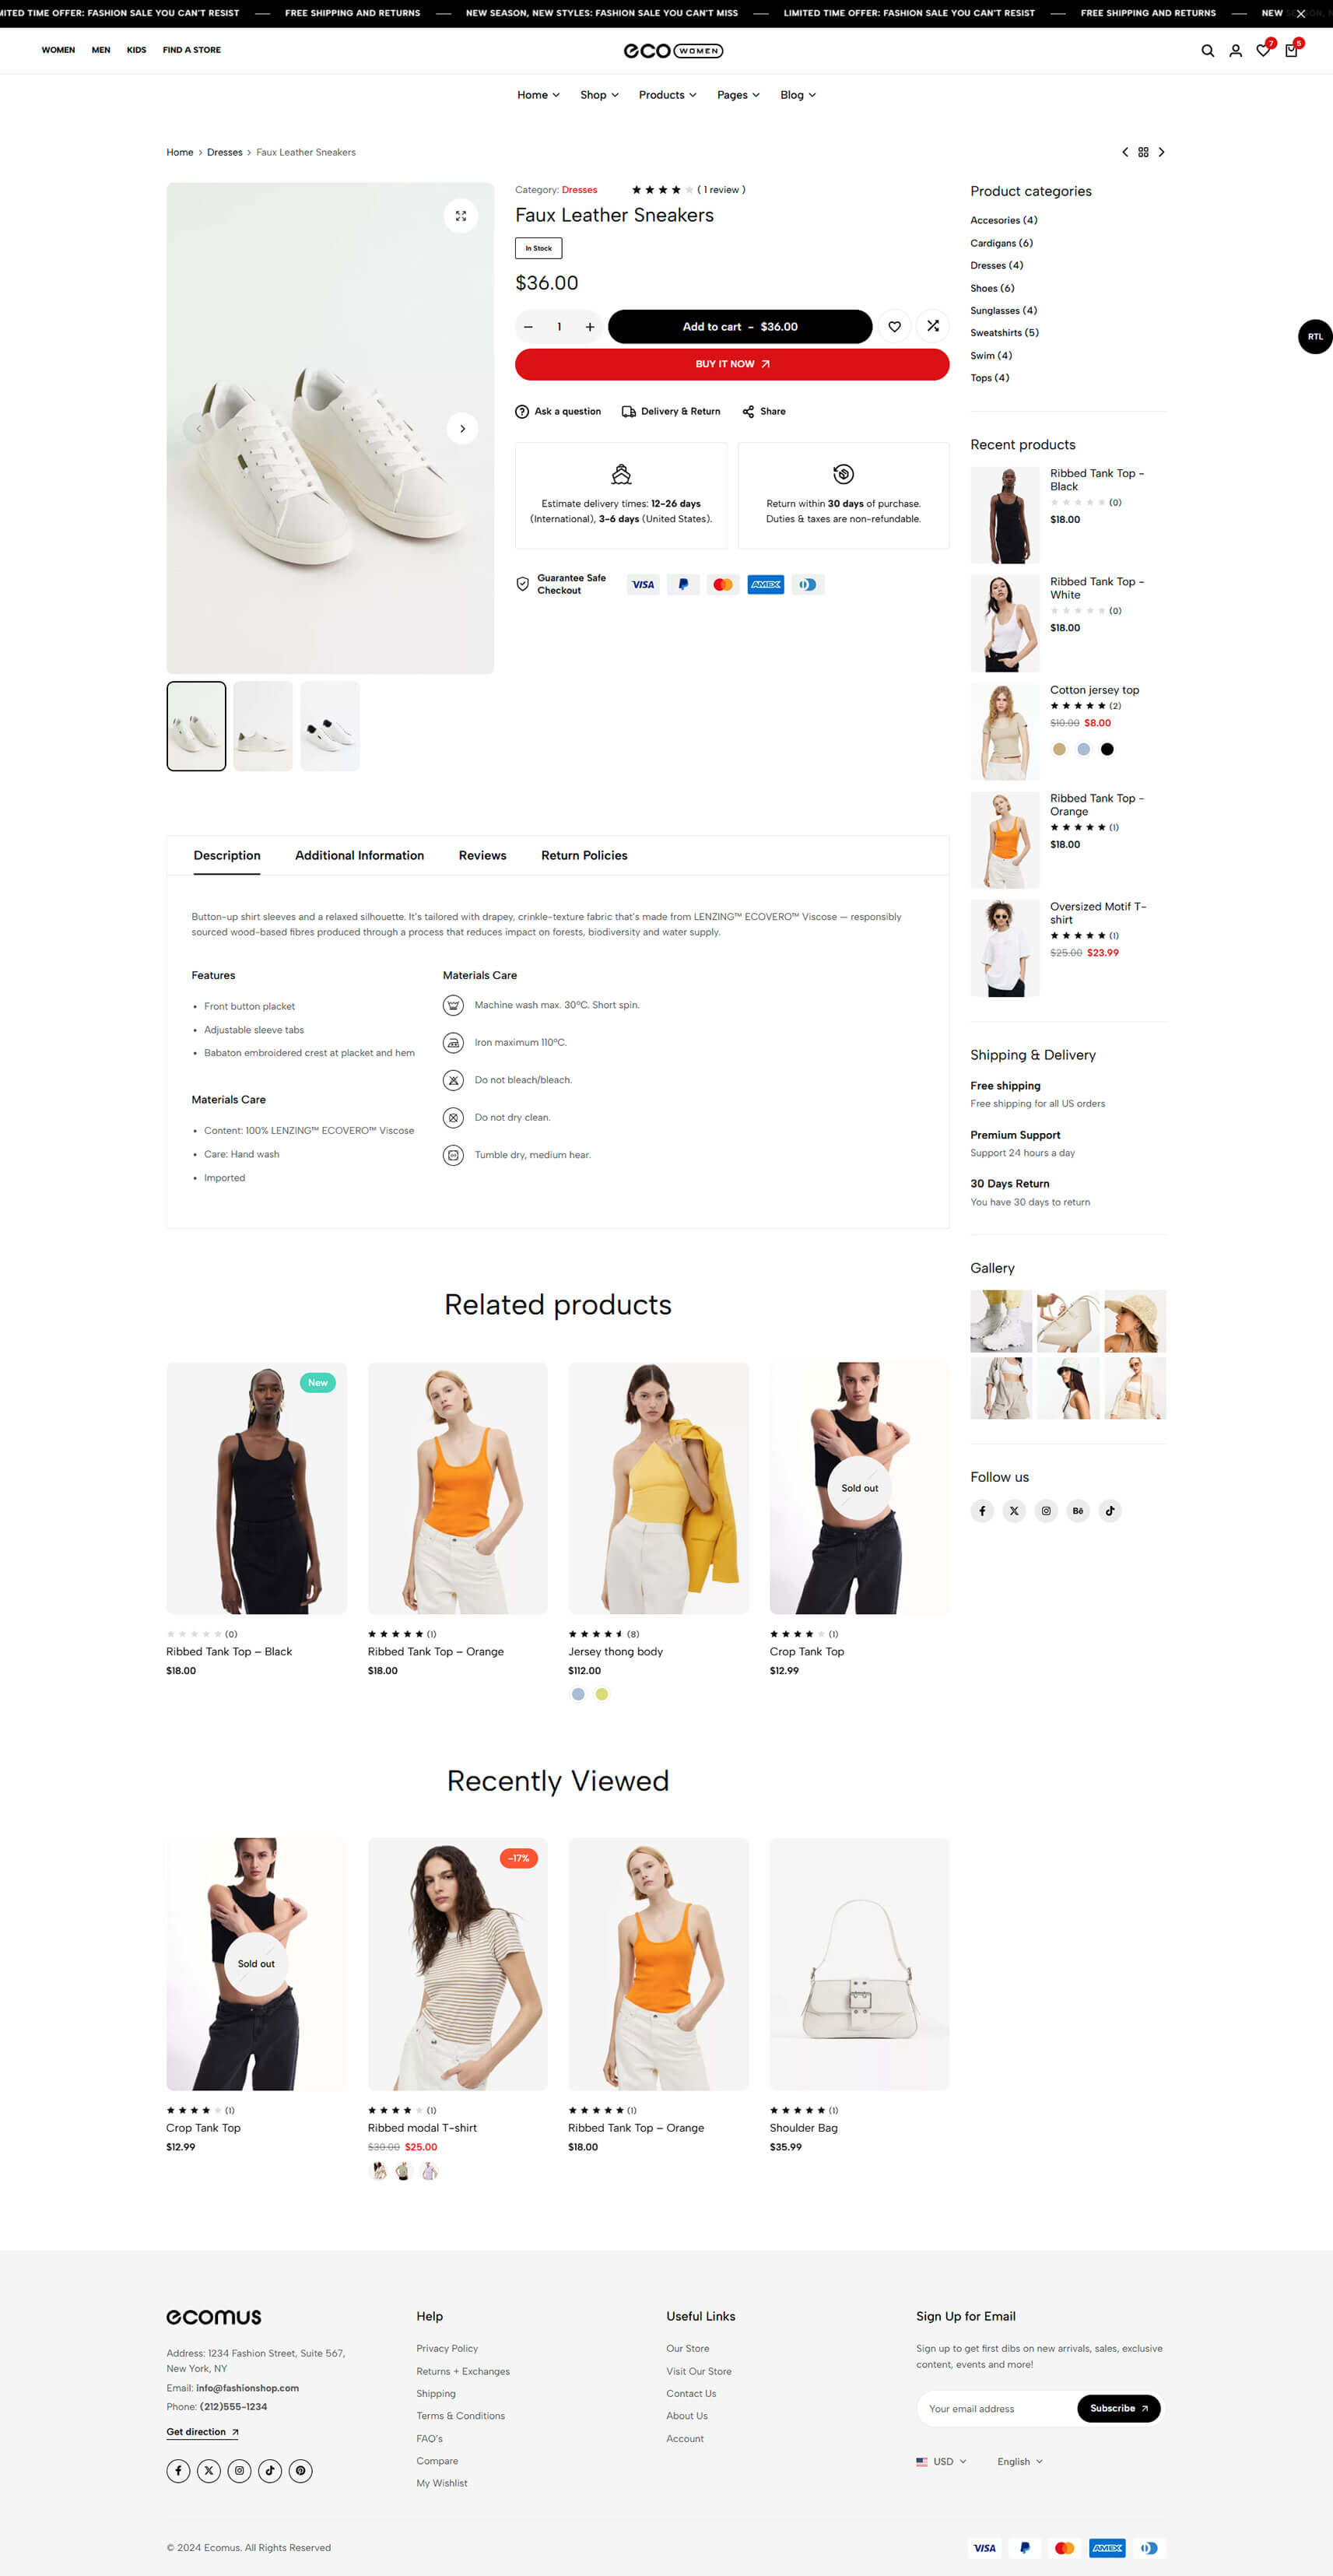 MITED TIME OFFER: FASHION SALE YOU CAN'T RESIST — FREE SHIPPING AND RETURNS — NEW SEASON, NEW STYLES: FASHION SALE YOU CAN'T MISS — LIMITED TIME OFFER: FASHION SALE YOU CAN'T RESIST — FREE SHIPPING AND RETURNS — NEW
WOMEN MEN KIDS FIND A STORE
eco WOMEN
7
5
Home Shop Products Pages Blog
Home > Dresses > Faux Leather Sneakers
Category: Dresses
( 1 review )
Faux Leather Sneakers
In Stock
$36.00
1
Add to cart - $36.00
BUY IT NOW
Ask a question Delivery & Return Share
Estimate delivery times: 12-26 days
(International), 3-6 days (United States).
Return within 30 days of purchase.
Duties & taxes are non-refundable.
Guarantee Safe
Checkout
VISA
AMEX
Product categories
Accesories (4)
Cardigans (6)
Dresses (4)
Shoes (6)
Sunglasses (4)
Sweatshirts (5)
Swim (4)
Tops (4)
RTL
Recent products
Ribbed Tank Top -
Black
(0)
$18.00
Ribbed Tank Top -
White
(0)
$18.00
Cotton jersey top
(2)
$10.00 $8.00
Ribbed Tank Top -
Orange
(1)
$18.00
Oversized Motif T-
shirt
(1)
$25.00 $23.99
Description Additional Information Reviews Return Policies
Button-up shirt sleeves and a relaxed silhouette. It's tailored with drapey, crinkle-texture fabric that's made from LENZING™ ECOVERO™ Viscose — responsibly
sourced wood-based fibres produced through a process that reduces impact on forests, biodiversity and water supply.
Features
• Front button placket
• Adjustable sleeve tabs
• Babaton embroidered crest at placket and hem
Materials Care
• Content: 100% LENZING™ ECOVERO™ Viscose
• Care: Hand wash
• Imported
Materials Care
Machine wash max. 30ºC. Short spin.
Iron maximum 110ºC.
Do not bleach/bleach.
Do not dry clean.
Tumble dry, medium hear.
Shipping & Delivery
Free shipping
Free shipping for all US orders
Premium Support
Support 24 hours a day
30 Days Return
You have 30 days to return
Gallery
Follow us
Bē
Related products
New
Sold out
(0)
Ribbed Tank Top – Black
$18.00
(1)
Ribbed Tank Top – Orange
$18.00
(8)
Jersey thong body
$112.00
(1)
Crop Tank Top
$12.99
Recently Viewed
Sold out
-17%
(1)
Crop Tank Top
$12.99
(1)
Ribbed modal T-shirt
$30.00 $25.00
(1)
Ribbed Tank Top – Orange
$18.00
(1)
Shoulder Bag
$35.99
ecomus
Address: 1234 Fashion Street, Suite 567,
New York, NY
Email: info@fashionshop.com
Phone: (212)555-1234
Get direction
Help
Privacy Policy
Returns + Exchanges
Shipping
Terms & Conditions
FAQ's
Compare
My Wishlist
Useful Links
Our Store
Visit Our Store
Contact Us
About Us
Account
Sign Up for Email
Sign up to get first dibs on new arrivals, sales, exclusive
content, events and more!
Your email address
Subscribe
USD English
© 2024 Ecomus. All Rights Reserved
VISA
AMEX